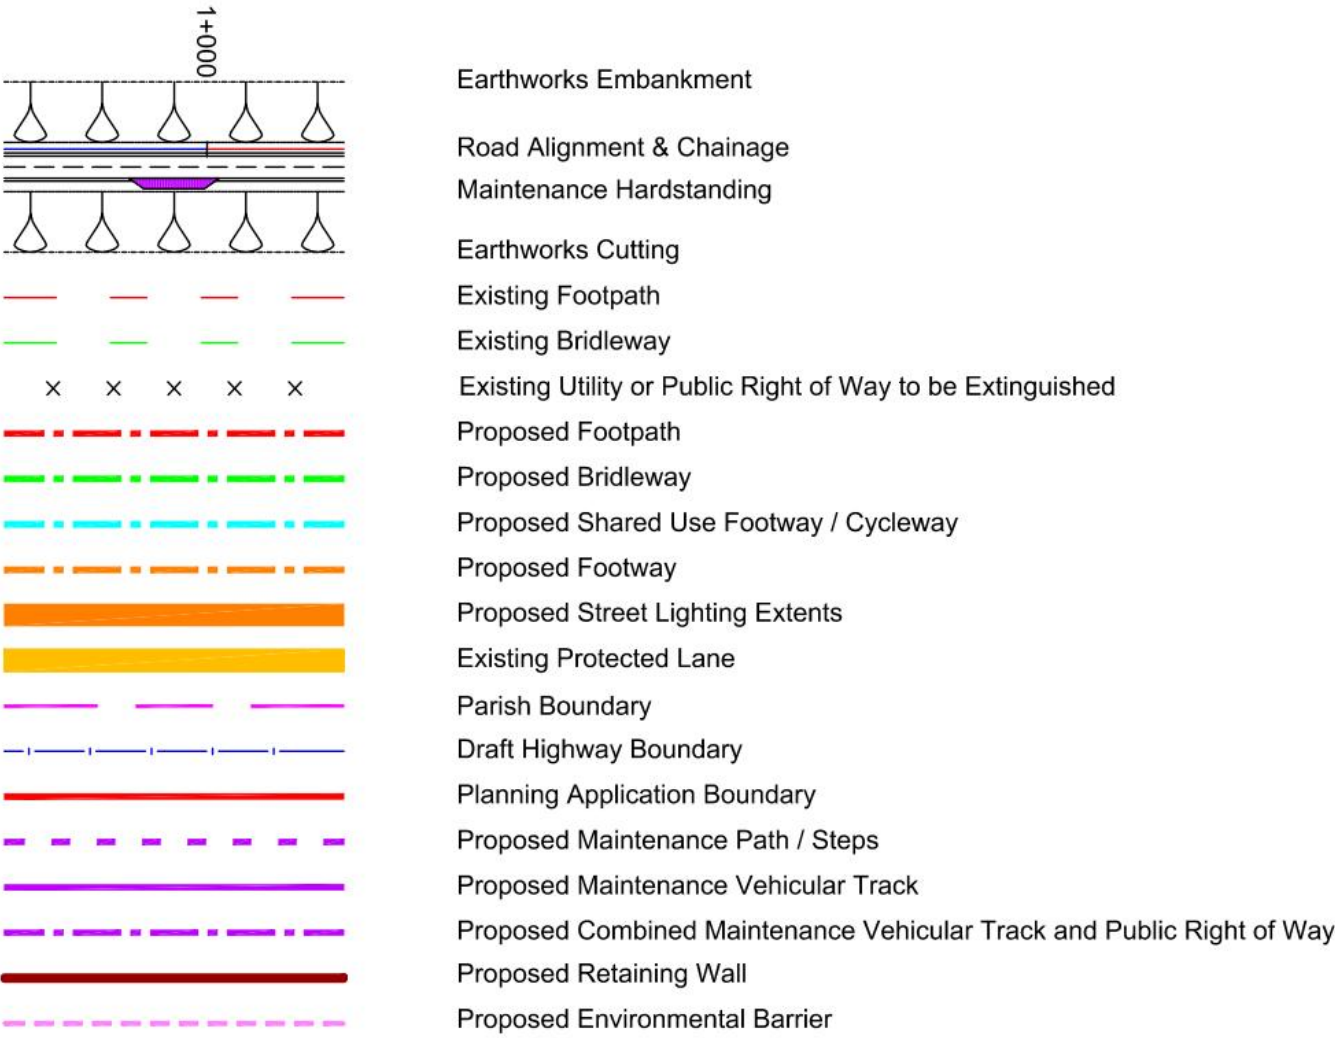 1+000
Earthworks Embankment
Road Alignment & Chainage
Maintenance Hardstanding
Earthworks Cutting
Existing Footpath
Existing Bridleway
Existing Utility or Public Right of Way to be Extinguished
Proposed Footpath
Proposed Bridleway
Proposed Shared Use Footway / Cycleway
Proposed Footway
Proposed Street Lighting Extents
Existing Protected Lane
Parish Boundary
Draft Highway Boundary
Planning Application Boundary
Proposed Maintenance Path / Steps
Proposed Maintenance Vehicular Track
Proposed Combined Maintenance Vehicular Track and Public Right of Way
Proposed Retaining Wall
Proposed Environmental Barrier